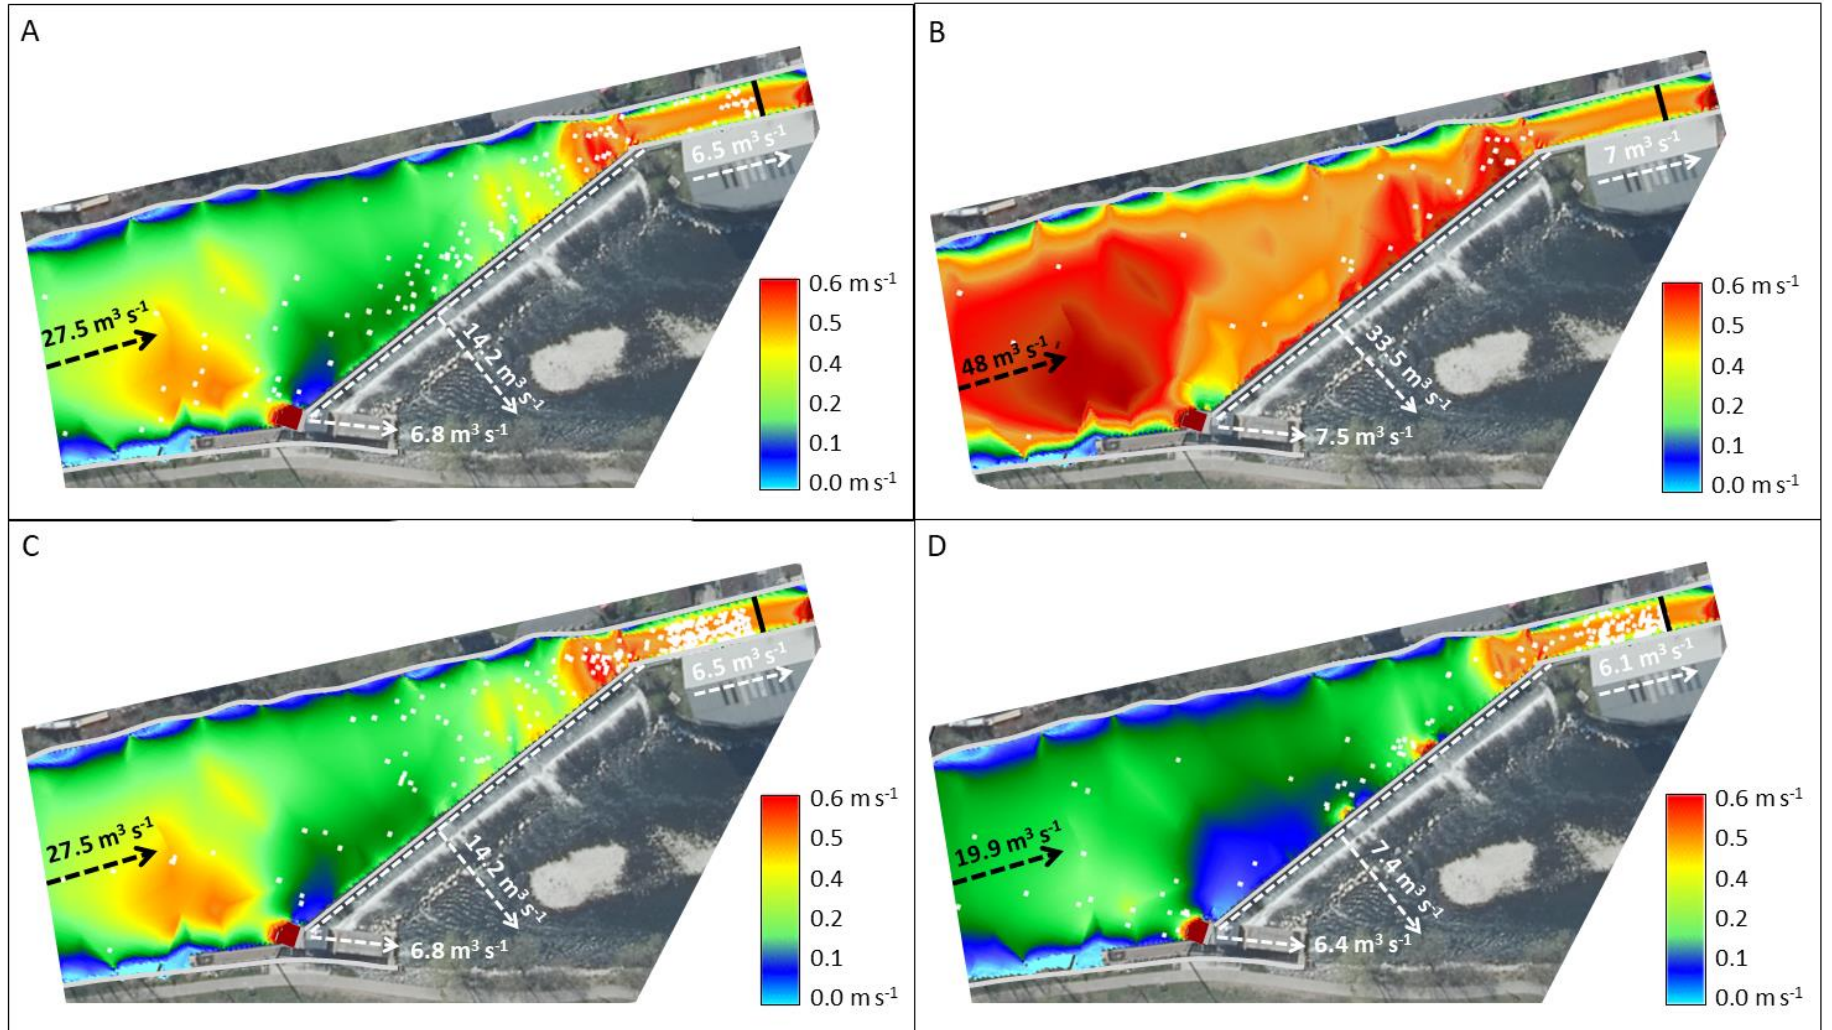 A
6.5 m³ s⁻¹
27.5 m³ s⁻¹
14.2 m³ s⁻¹
6.8 m³ s⁻¹
0.6 m s⁻¹
0.5
0.4
0.2
0.1
0.0 m s⁻¹
B
7 m³ s⁻¹
48 m³ s⁻¹
33.5 m³ s⁻¹
7.5 m³ s⁻¹
0.6 m s⁻¹
0.5
0.4
0.2
0.1
0.0 m s⁻¹
C
6.5 m³ s⁻¹
27.5 m³ s⁻¹
14.2 m³ s⁻¹
6.8 m³ s⁻¹
0.6 m s⁻¹
0.5
0.4
0.2
0.1
0.0 m s⁻¹
D
6.1 m³ s⁻¹
19.9 m³ s⁻¹
7.4 m³ s⁻¹
6.4 m³ s⁻¹
0.6 m s⁻¹
0.5
0.4
0.2
0.1
0.0 m s⁻¹